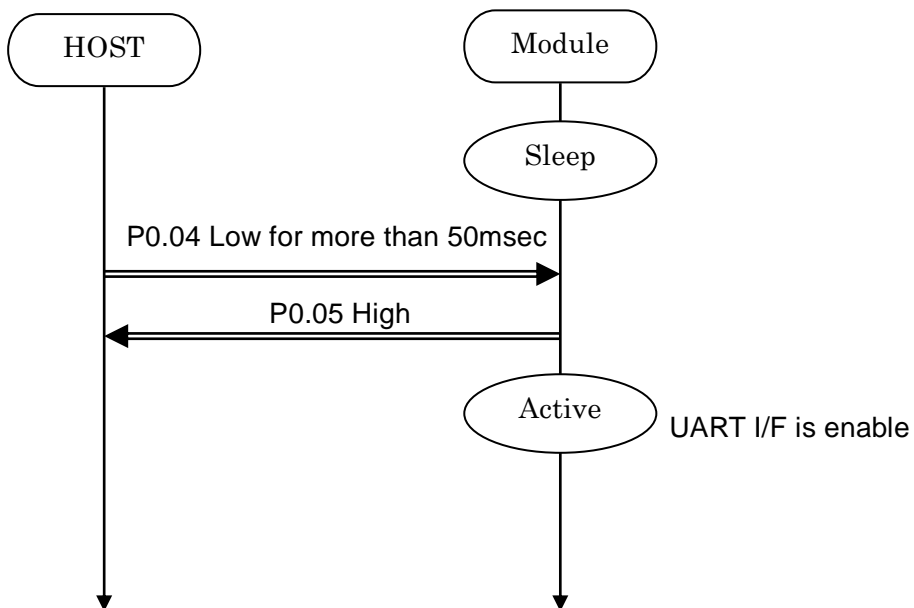 HOST
Module
Sleep
P0.04 Low for more than 50msec
P0.05 High
Active
UART I/F is enable